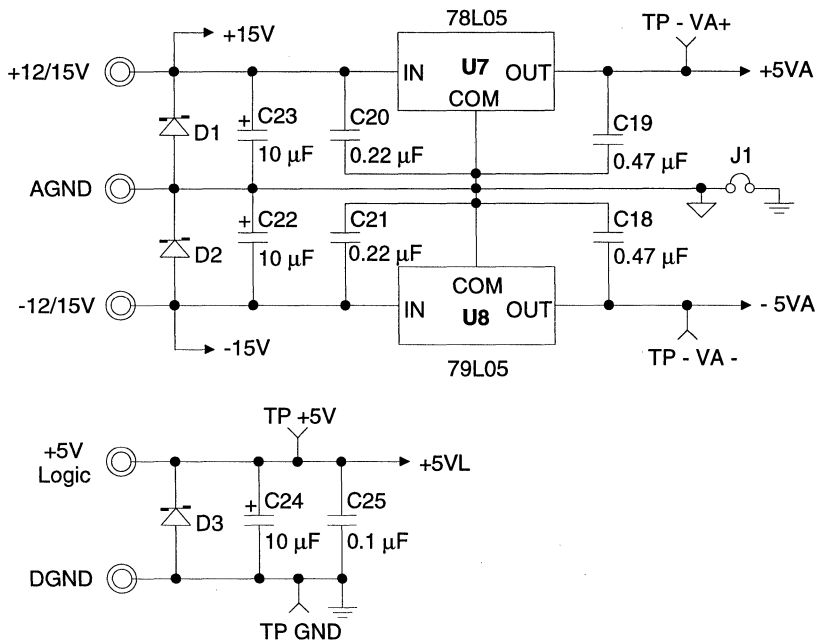 78L05
TP - VA+
+15V
+12/15V
IN
U7
OUT
+5VA
COM
D1
+
C23
10 µF
C20
0.22 µF
C19
0.47 µF
J1
AGND
D2
+
C22
10 µF
C21
0.22 µF
C18
0.47 µF
COM
-12/15V
IN
U8
OUT
- 5VA
-15V
79L05
TP - VA -
TP +5V
+5V
Logic
+5VL
D3
+
C24
10 µF
C25
0.1 µF
DGND
TP GND